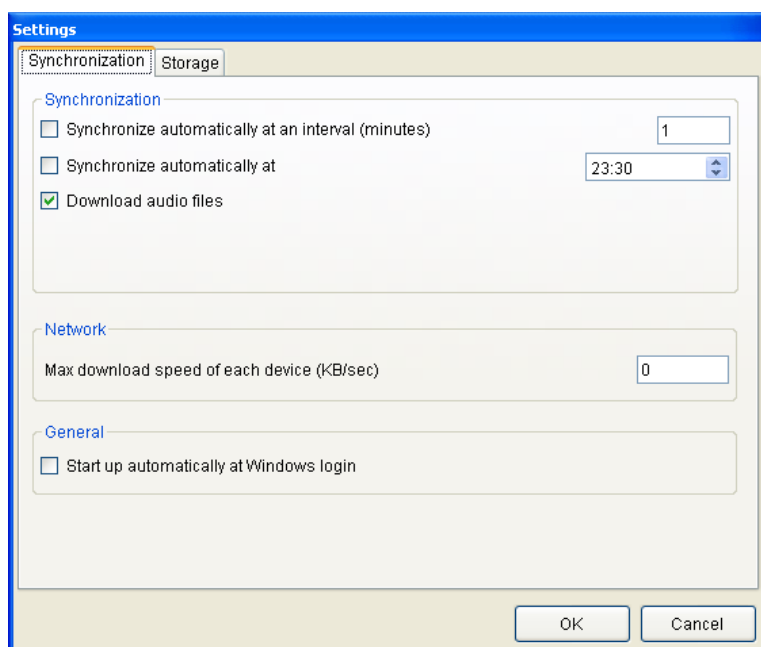 Settings
Synchronization Storage
Synchronization
Synchronize automatically at an interval (minutes) 1
Synchronize automatically at 23:30
Download audio files
Network
Max download speed of each device (KB/sec) 0
General
Start up automatically at Windows login
OK Cancel